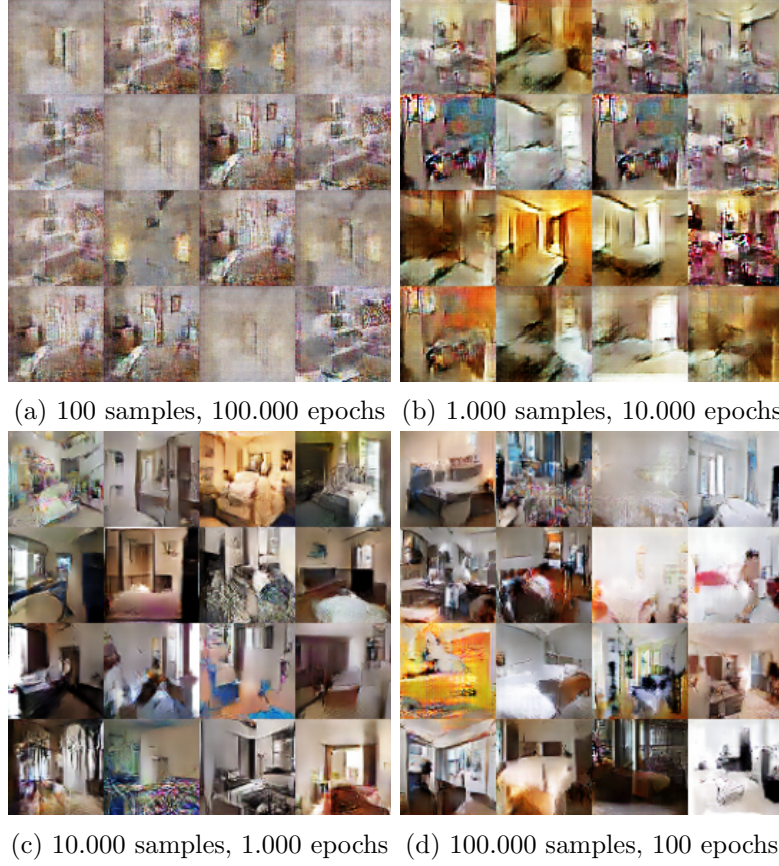 (a) 100 samples, 100.000 epochs
(b) 1.000 samples, 10.000 epochs
(c) 10.000 samples, 1.000 epochs
(d) 100.000 samples, 100 epochs